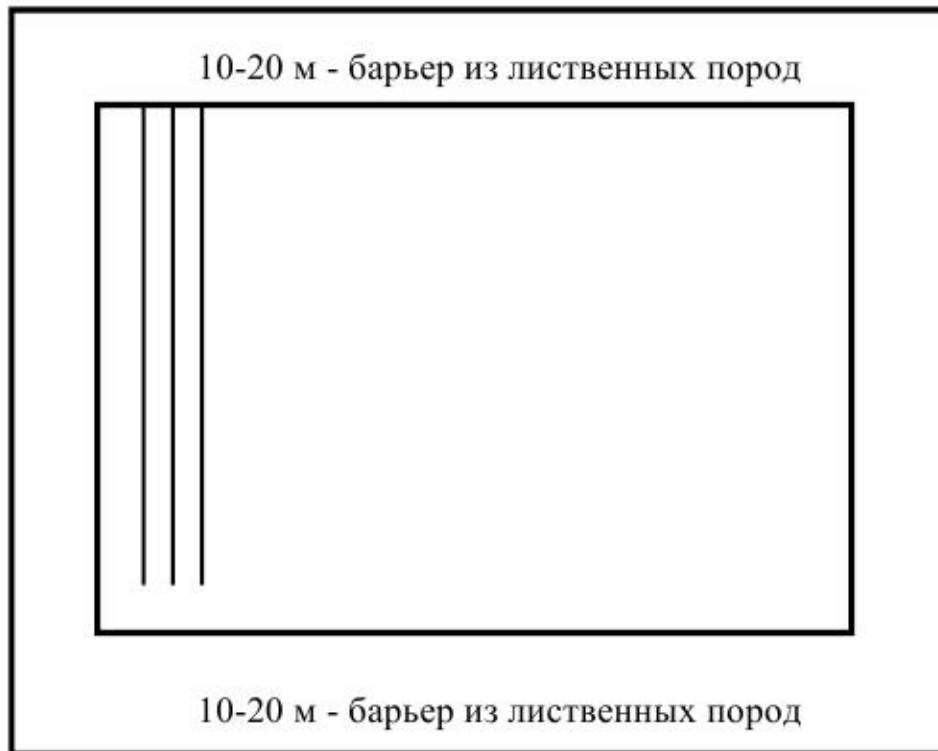 10-20 м - барьер из лиственных пород
10-20 м - барьер из лиственных пород